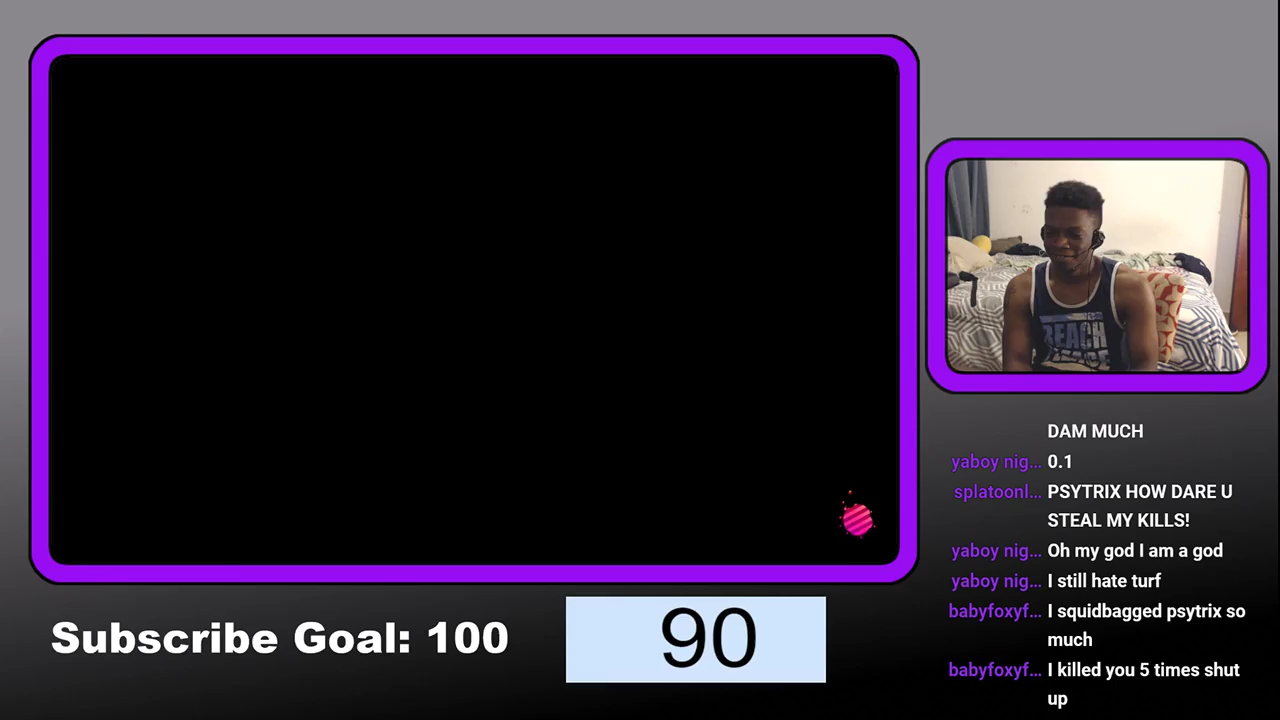 BEACH
DAM MUCH
yaboy nig... 0.1
splatoonl... PSYTRIX HOW DARE U
STEAL MY KILLS!
yaboy nig... Oh my god I am a god
yaboy nig... I still hate turf
babyfoxyf... I squidbagged psytrix so
much
babyfoxyf... I killed you 5 times shut
up
Subscribe Goal: 100
90